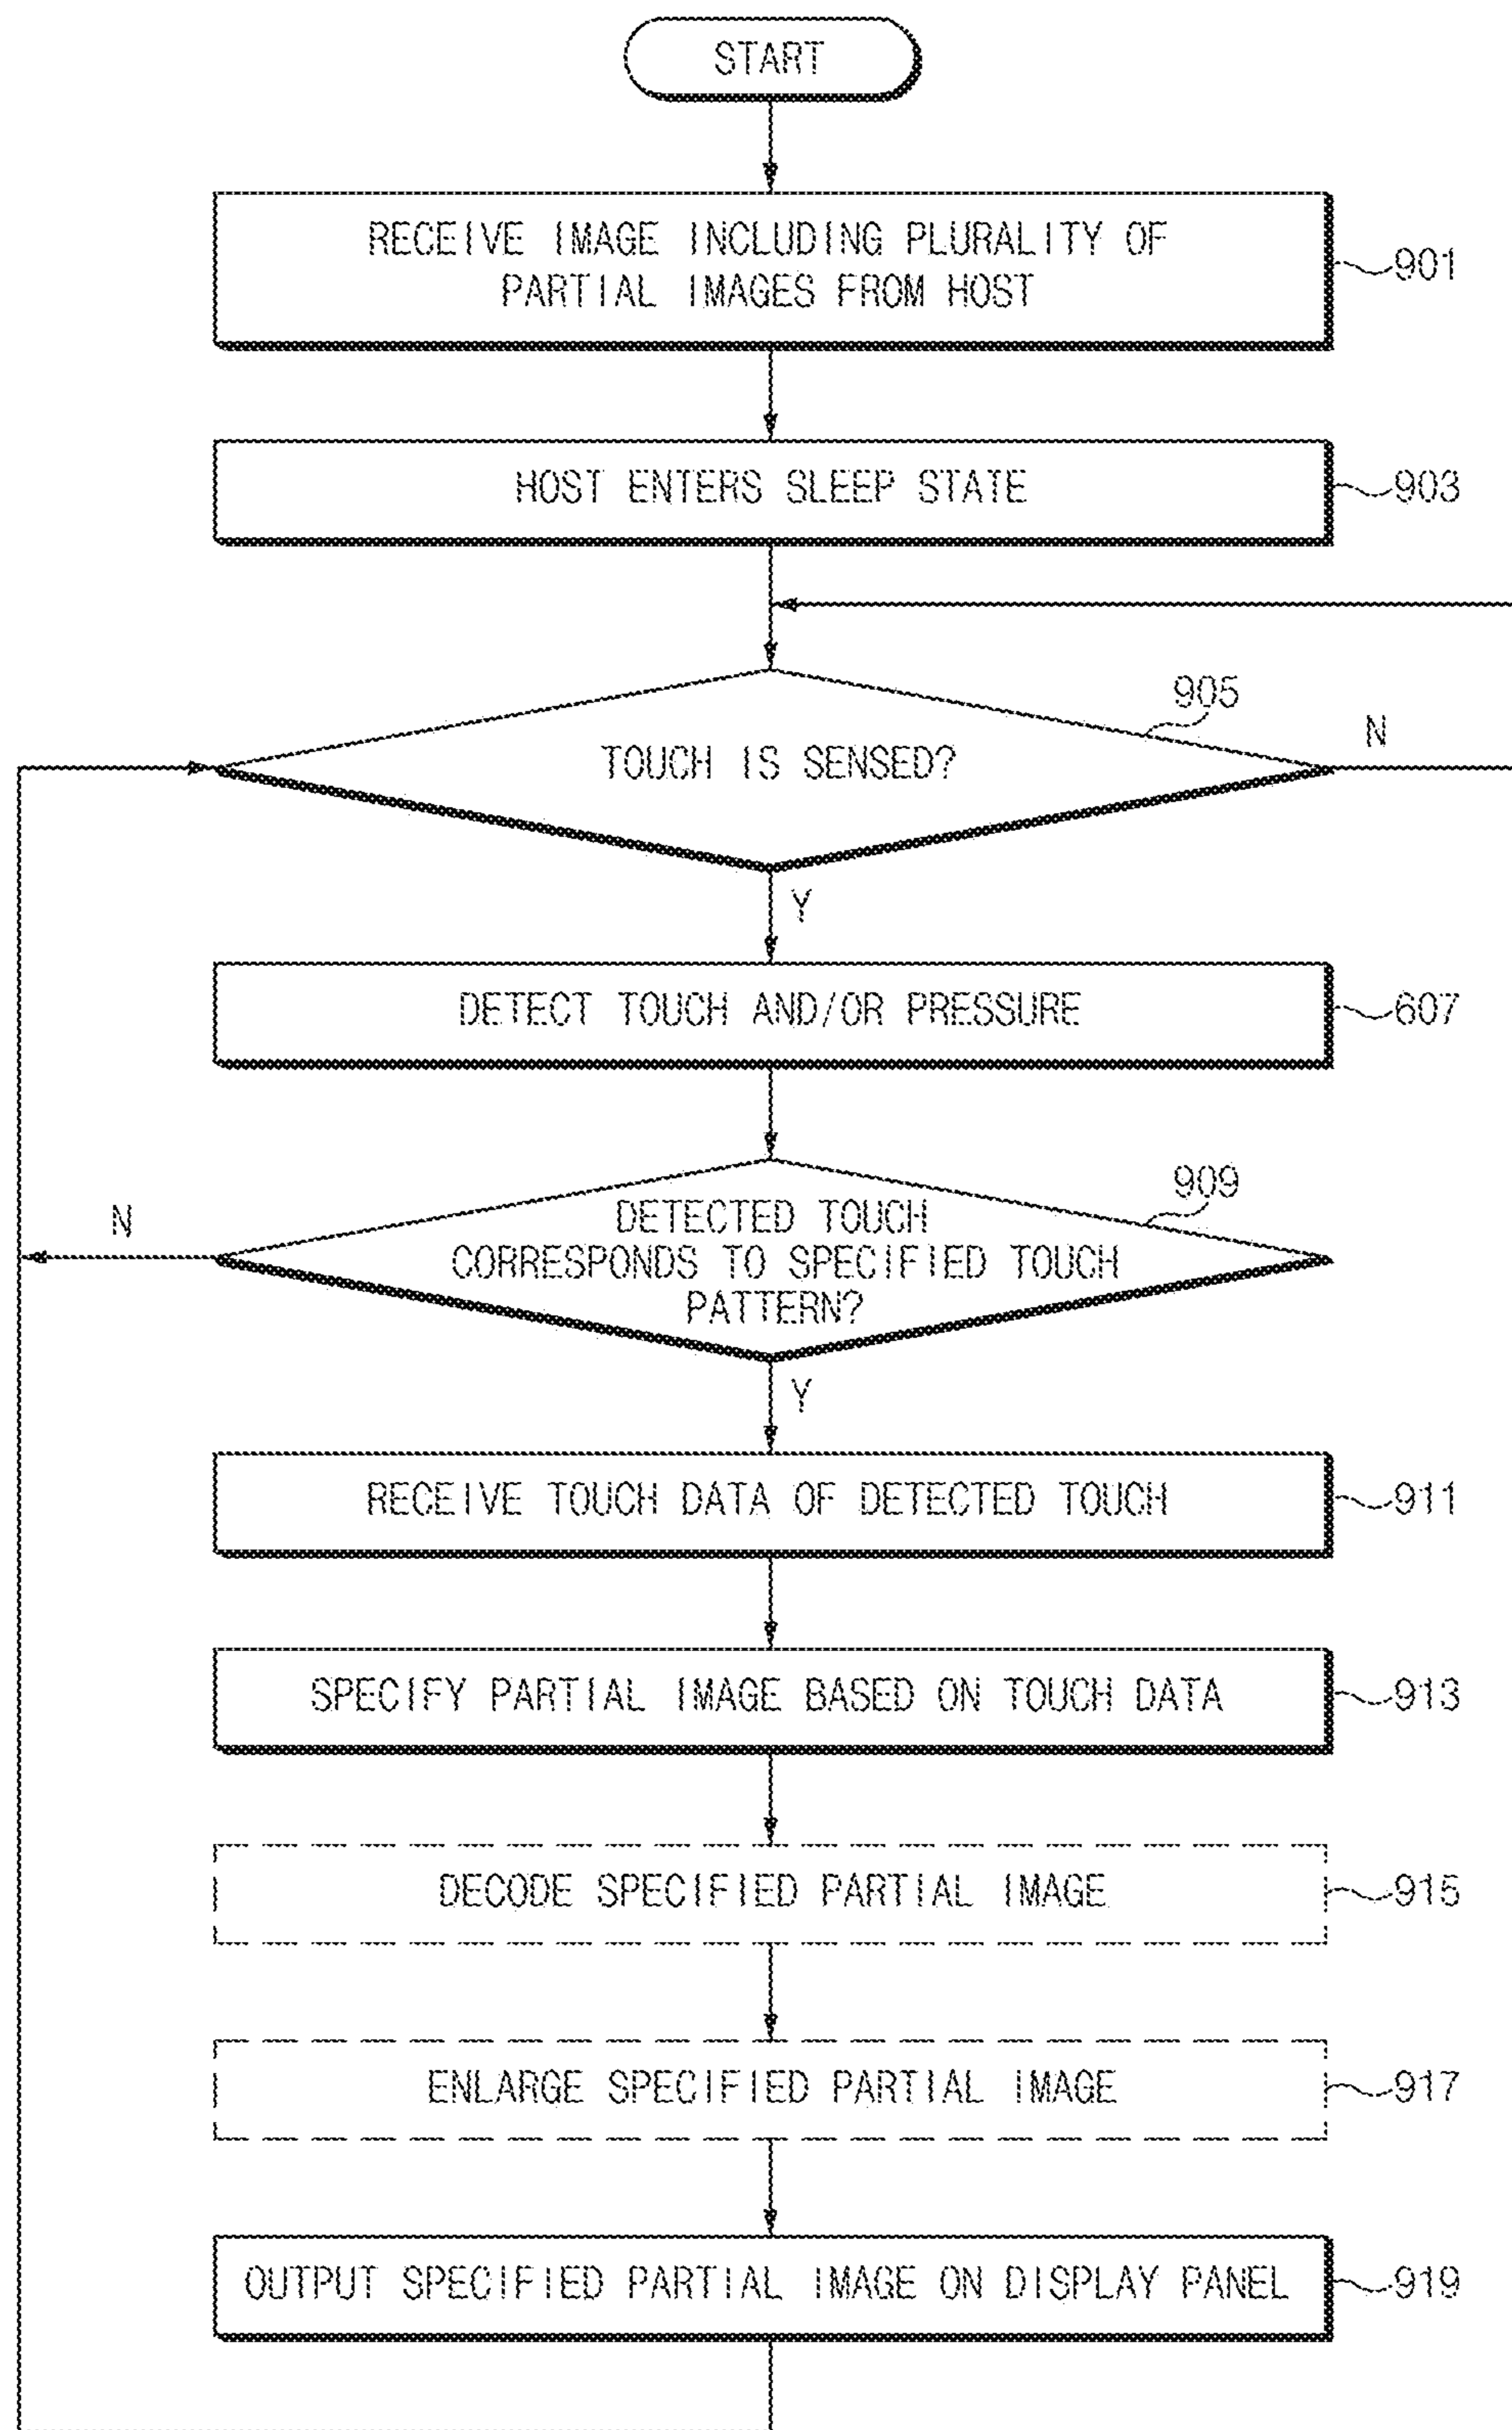 START
RECEIVE IMAGE INCLUDING PLURALITY OF
PARTIAL IMAGES FROM HOST
901
HOST ENTERS SLEEP STATE
903
905
TOUCH IS SENSED?
N
Y
DETECT TOUCH AND/OR PRESSURE
607
909
N
DETECTED TOUCH
CORRESPONDS TO SPECIFIED TOUCH
PATTERN?
Y
RECEIVE TOUCH DATA OF DETECTED TOUCH
911
SPECIFY PARTIAL IMAGE BASED ON TOUCH DATA
913
DECODE SPECIFIED PARTIAL IMAGE
915
ENLARGE SPECIFIED PARTIAL IMAGE
917
OUTPUT SPECIFIED PARTIAL IMAGE ON DISPLAY PANEL
919